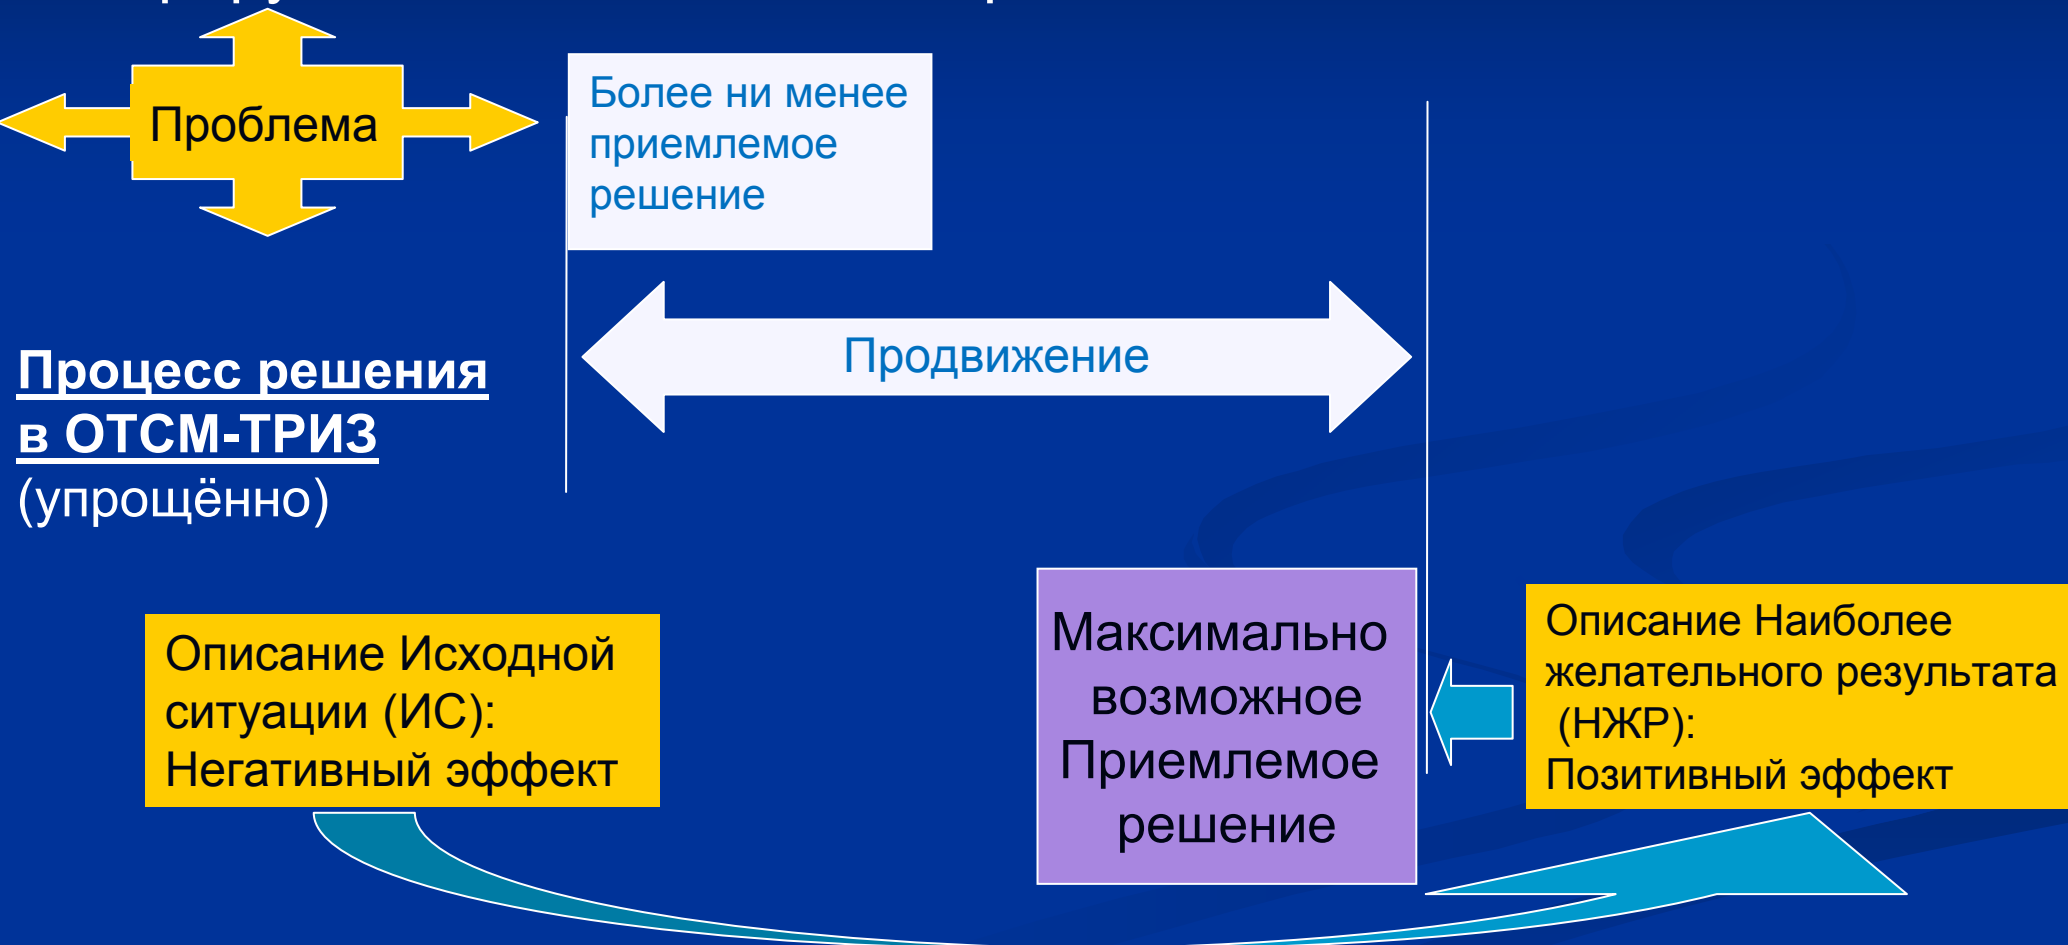 Проблема
Более ни менее
приемлемое
решение
Продвижение
Процесс решения
в ОТСМ-ТРИЗ
(упрощённо)
Описание Исходной
ситуации (ИС):
Негативный эффект
Максимально
возможное
Приемлемое
решение
Описание Наиболее
желательного результата
(НЖР):
Позитивный эффект